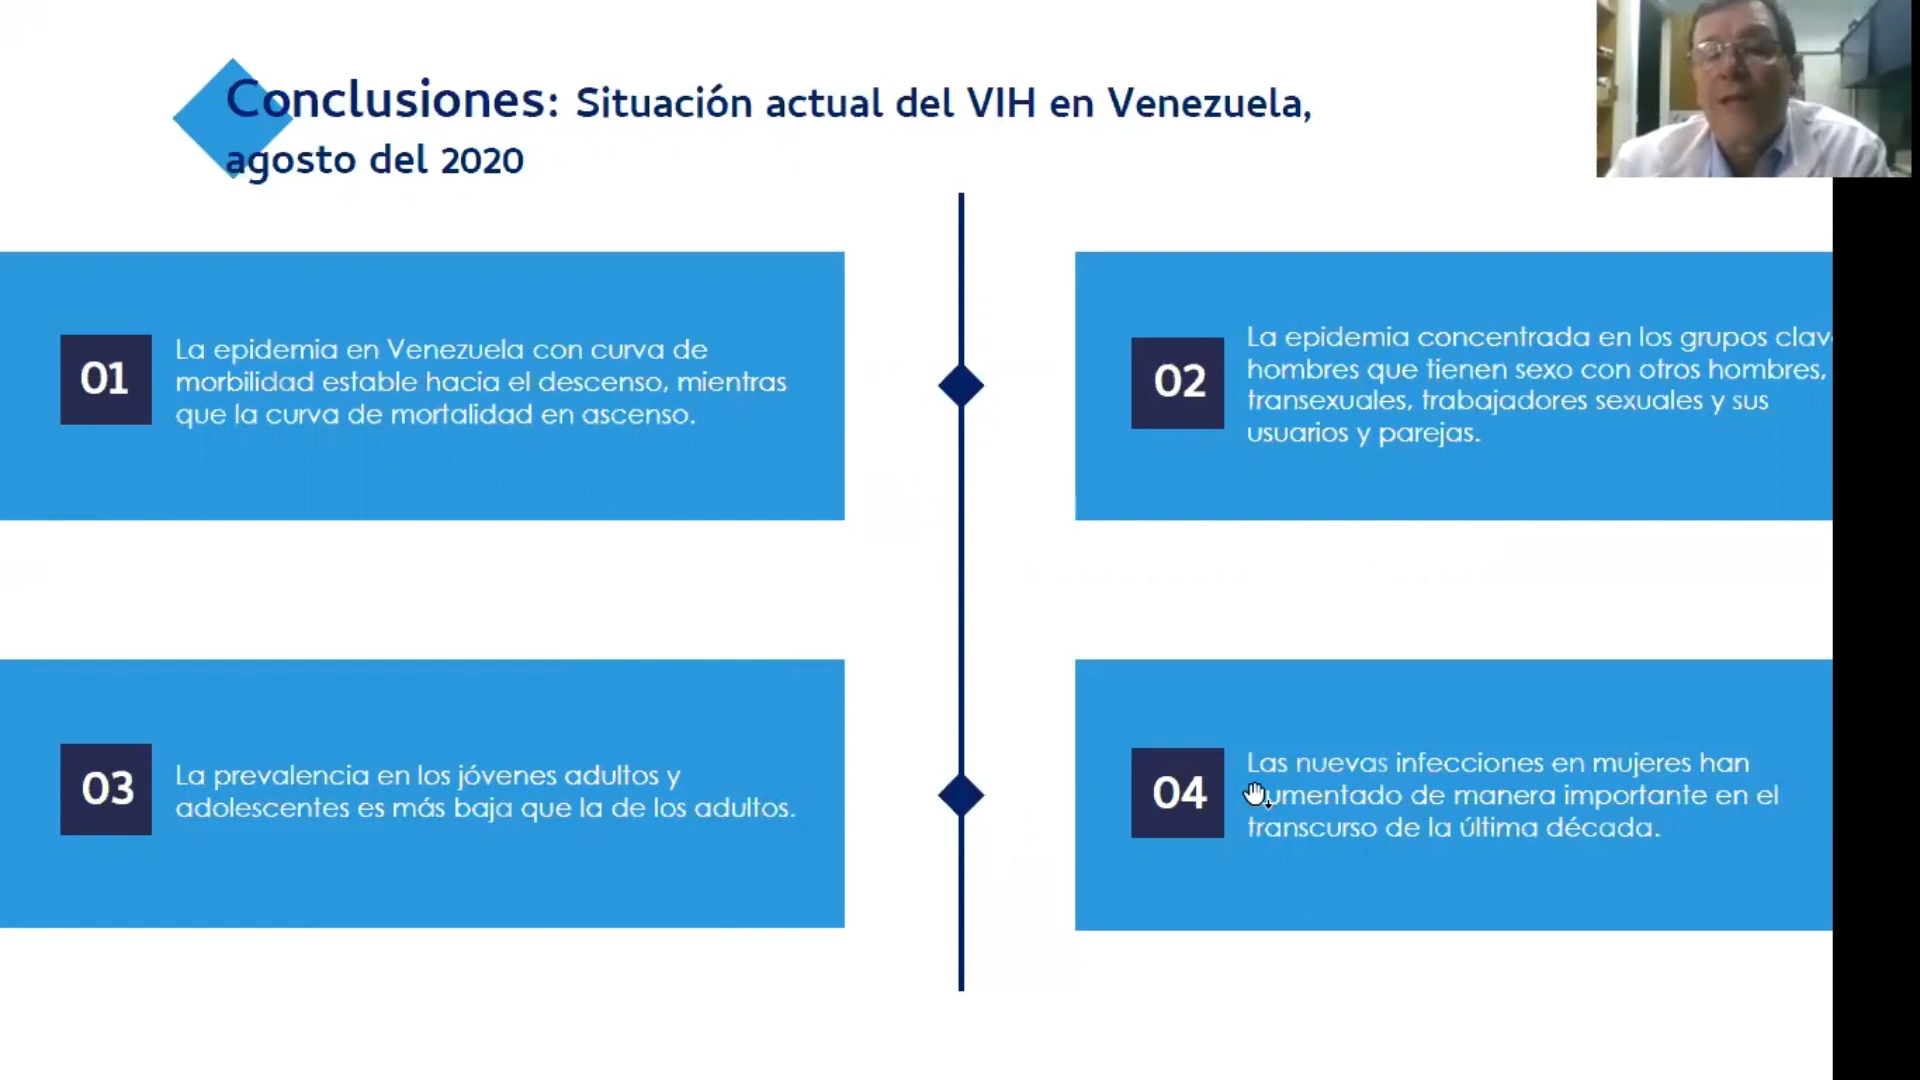 Conclusiones: Situación actual del VIH en Venezuela,
agosto del 2020
01
La epidemia en Venezuela con curva de
morbilidad estable hacia el descenso, mientras
que la curva de mortalidad en ascenso.
02
La epidemia concentrada en los grupos clav
hombres que tienen sexo con otros hombres,
transexuales, trabajadores sexuales y sus
usuarios y parejas.
03
La prevalencia en los jóvenes adultos y
adolescentes es más baja que la de los adultos.
04
Las nuevas infecciones en mujeres han
umentado de manera importante en el
transcurso de la última década.